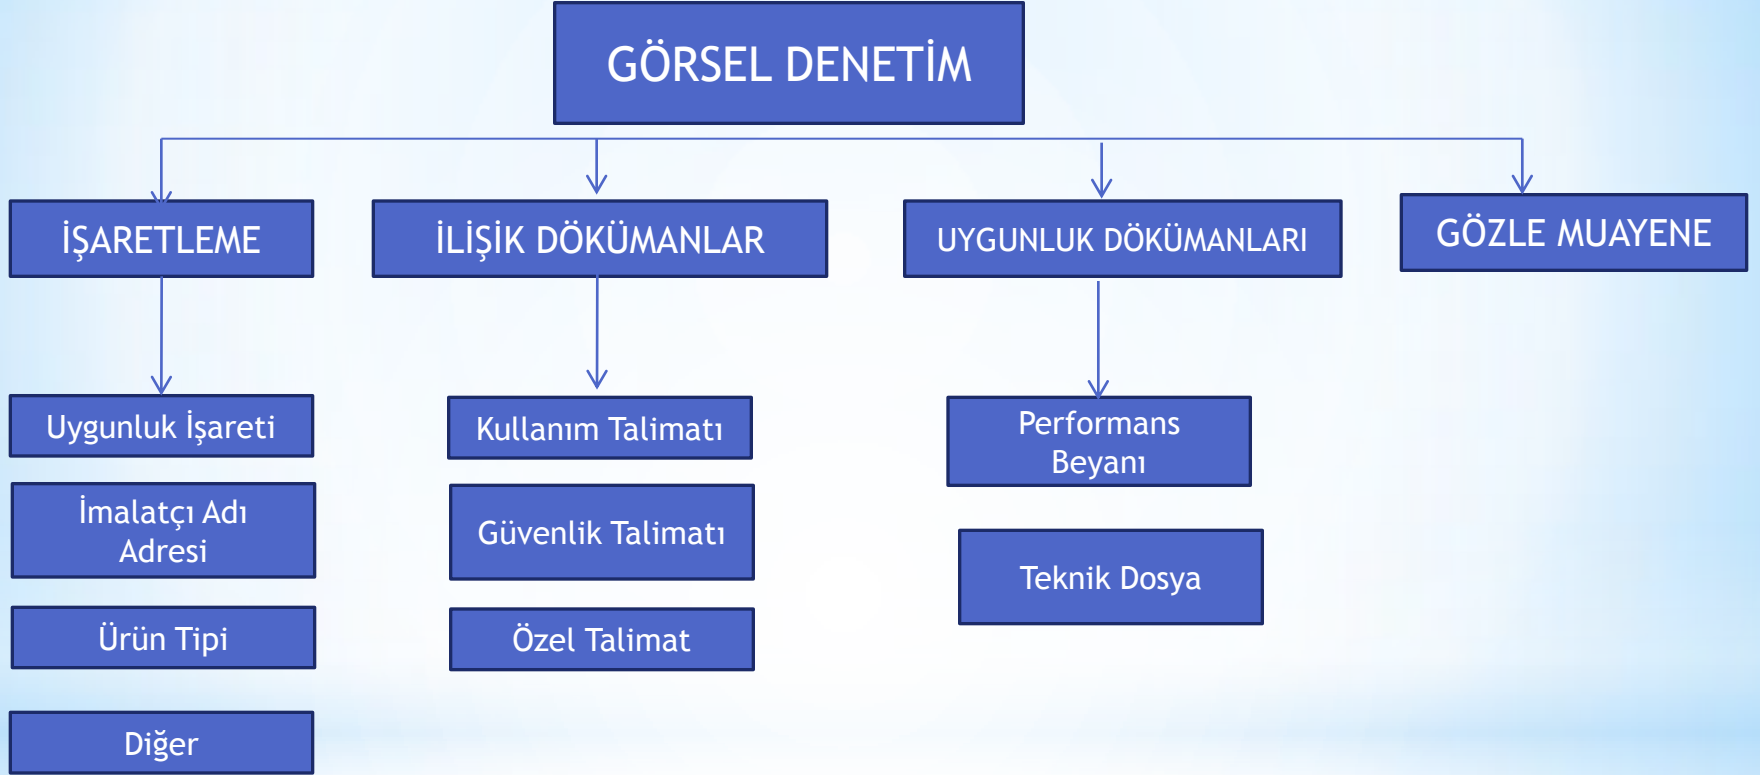 GÖRSEL DENETİM
İŞARETLEME
İLİŞİK DÖKÜMANLAR
UYGUNLUK DÖKÜMANLARI
GÖZLE MUAYENE
Uygunluk İşareti
İmalatçı Adı
Adresi
Ürün Tipi
Diğer
Kullanım Talimatı
Güvenlik Talimatı
Özel Talimat
Performans
Beyanı
Teknik Dosya